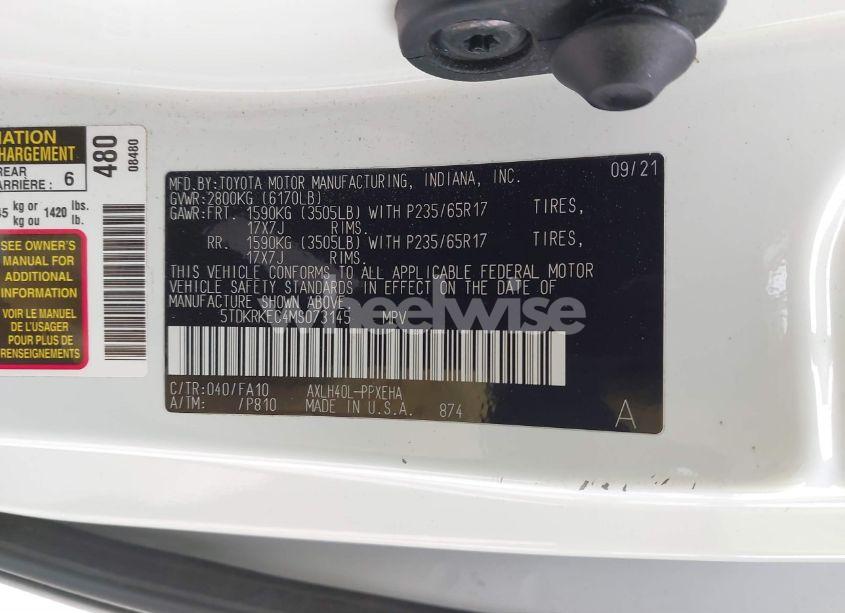 NATION
HARGEMENT
REAR
ARRIÈRE: 6
kg or 1420 lbs.
kg ou lb.
480
08480
SEE OWNER'S
MANUAL FOR
ADDITIONAL
INFORMATION
VOIR LE MANUEL
DE L'USAGER
POUR PLUS DE
RENSEIGNEMENTS
MFD.BY:TOYOTA MOTOR MANUFACTURING, INDIANA, INC. 09/21
GVWR:2800KG (6170LB)
GAWR:FRT. 1590KG (3505LB) WITH P235/65R17 TIRES,
17X7J RIMS.
RR. 1590KG (3505LB) WITH P235/65R17 TIRES,
17X7J RIMS.
THIS VEHICLE CONFORMS TO ALL APPLICABLE FEDERAL MOTOR
VEHICLE SAFETY STANDARDS IN EFFECT ON THE DATE OF
MANUFACTURE SHOWN ABOVE.
5TDKRKEC4MS073145 MPV
wheelwise
C/TR:040/FA10 AXLH40L-PPXEHA
A/TM: /P810 MADE IN U.S.A. 874
A